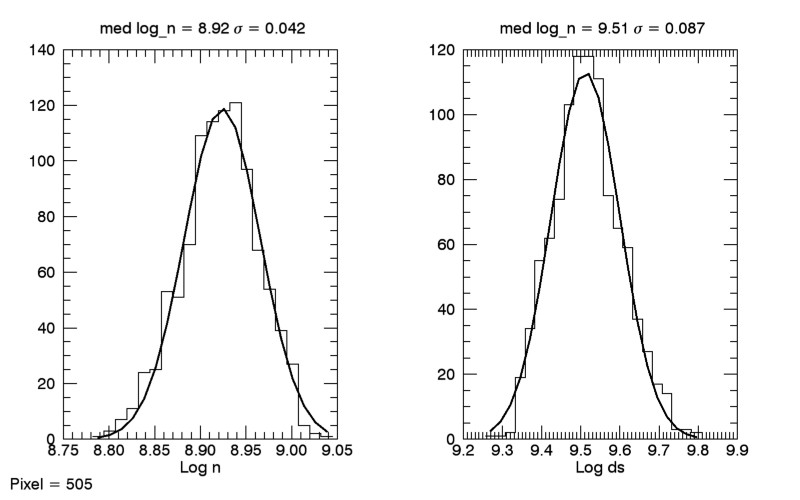 med log_n = 8.92 σ = 0.042
140
120
100
80
60
40
20
0
8.75 8.80 8.85 8.90 8.95 9.00 9.05
Log n
med log_n = 9.51 σ = 0.087
120
100
80
60
40
20
0
9.2 9.3 9.4 9.5 9.6 9.7 9.8 9.9
Log ds
Pixel = 505